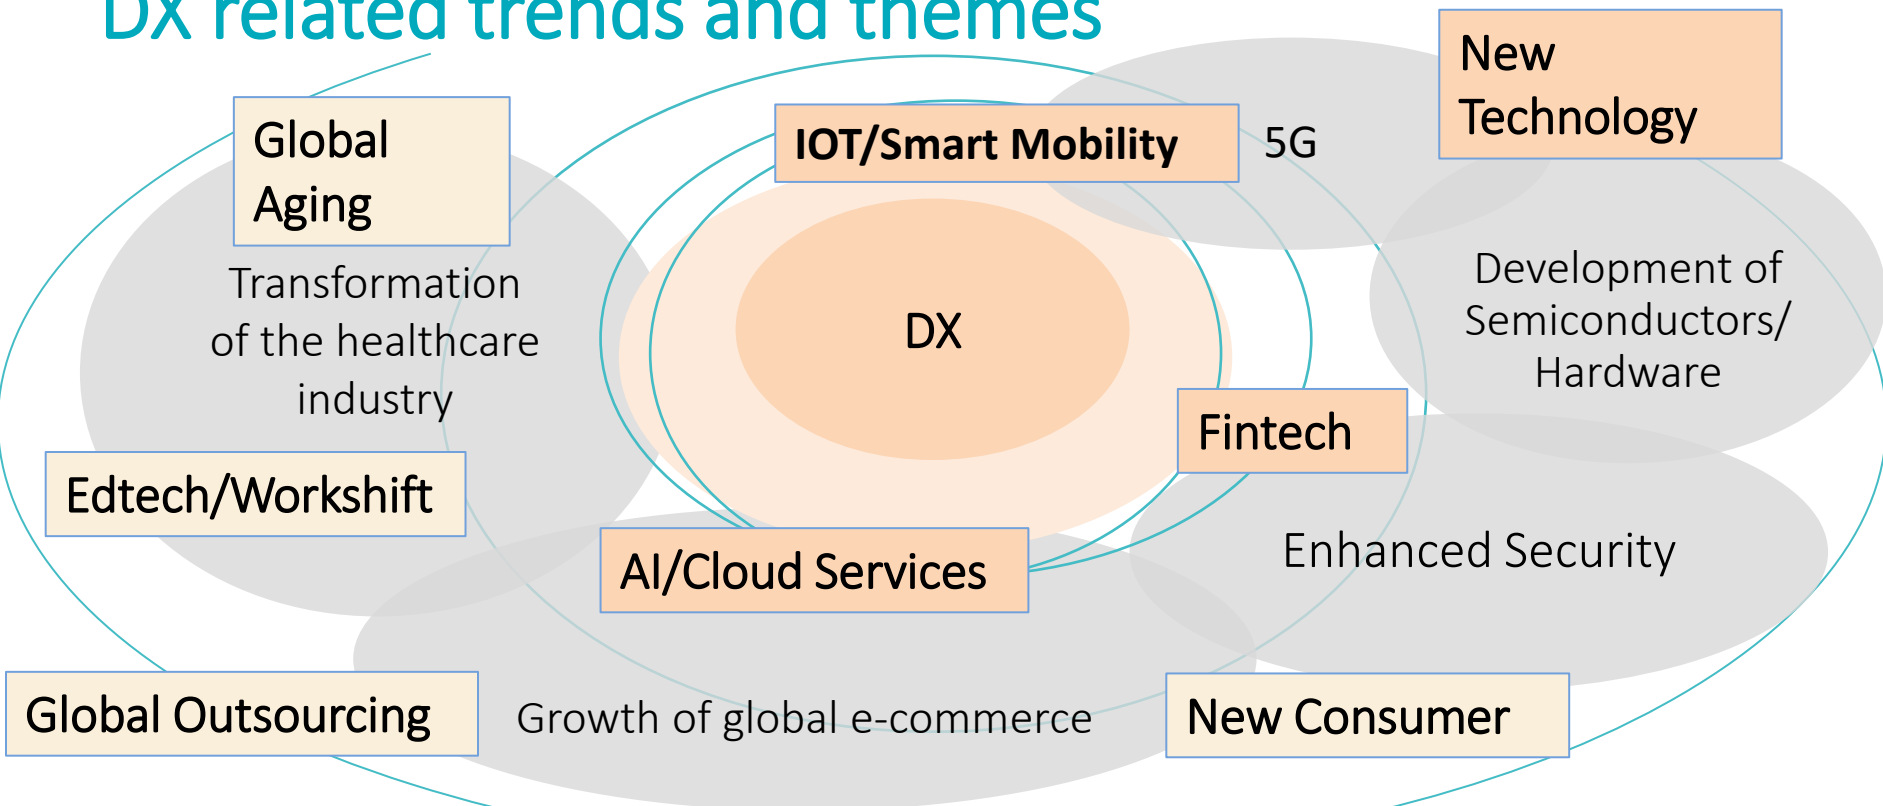 DX related trends and themes
New
Technology
Global
Aging
IOT/Smart Mobility
5G
Transformation
of the healthcare
industry
DX
Development of
Semiconductors/
Hardware
Fintech
Edtech/Workshift
AI/Cloud Services
Enhanced Security
Global Outsourcing
Growth of global e-commerce
New Consumer